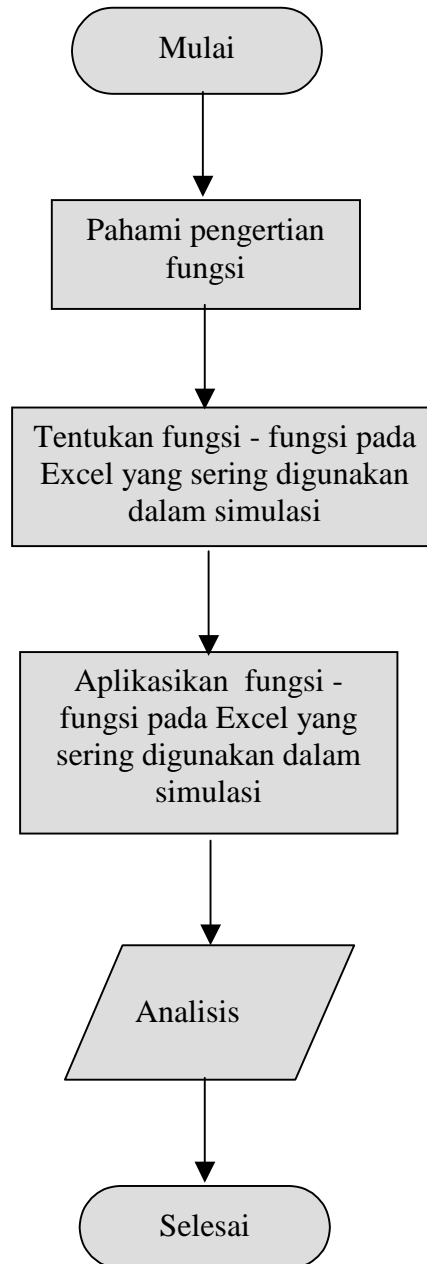 Mulai
Pahami pengertian
fungsi
Tentukan fungsi - fungsi pada
Excel yang sering digunakan
dalam simulasi
Aplikasikan fungsi -
fungsi pada Excel yang
sering digunakan dalam
simulasi
Analisis
Selesai